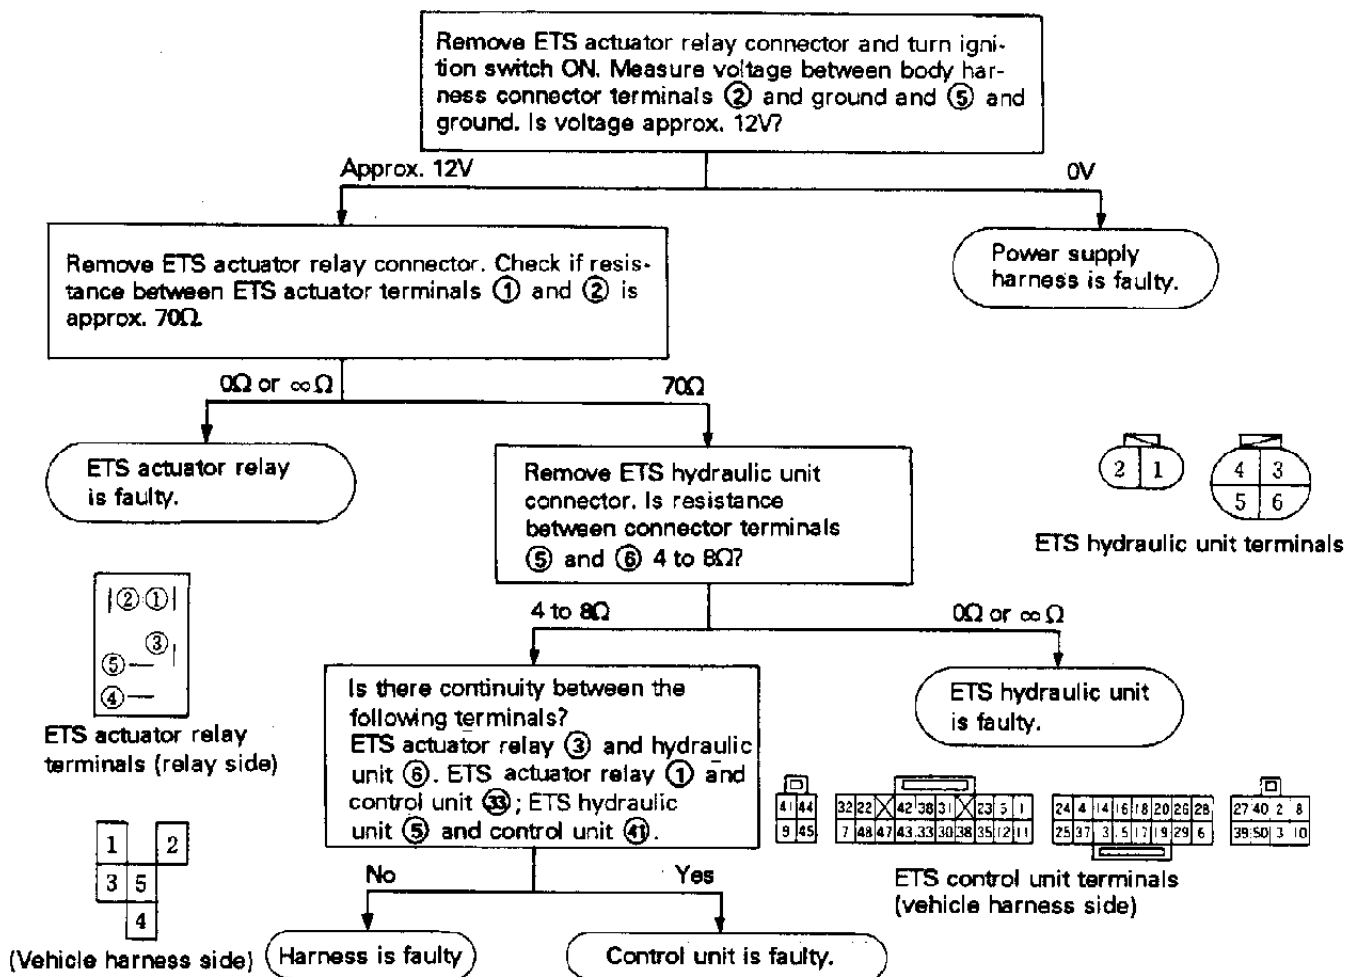 Remove ETS actuator relay connector and turn igni-
tion switch ON. Measure voltage between body har-
ness connector terminals ② and ground and ⑤ and
ground. Is voltage approx. 12V?
Approx. 12V
0V
Remove ETS actuator relay connector. Check if resis-
tance between ETS actuator terminals ① and ② is
approx. 70Ω.
Power supply
harness is faulty.
0Ω or ∞ Ω
70Ω
ETS actuator relay
is faulty.
Remove ETS hydraulic unit
connector. Is resistance
between connector terminals
⑤ and ⑥ 4 to 8Ω?
2 1
4 3
5 6
ETS hydraulic unit terminals
② ①
③
⑤
④
ETS actuator relay
terminals (relay side)
4 to 8Ω
0Ω or ∞ Ω
Is there continuity between the
following terminals?
ETS actuator relay ③ and hydraulic
unit ⑥. ETS actuator relay ① and
control unit ㉝; ETS hydraulic
unit ⑤ and control unit ㊶.
ETS hydraulic unit
is faulty.
41 44
9 45
32 22 42 38 31 23 5 1
7 48 47 43 33 30 38 35 12 11
24 4 14 16 18 20 26 28
25 37 3 15 17 19 29 6
27 40 2 8
39 50 3 10
ETS control unit terminals
(vehicle harness side)
1 2
3 5
4
(Vehicle harness side)
No
Yes
Harness is faulty
Control unit is faulty.